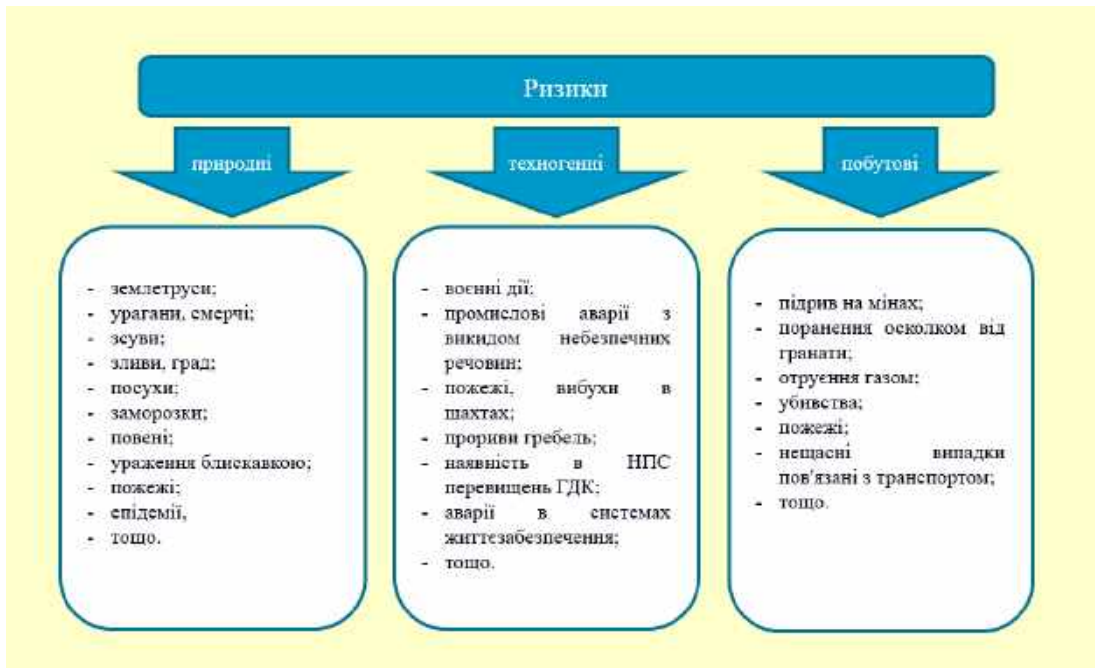 Ризики
природні
техногенні
побутові
- землетруси;
- урагани, смерчі;
- зсуви;
- зливи, град;
- посухи;
- заморозки;
- повені;
- ураження блискавкою;
- пожежі;
- епідемії,
- тощо.
- воєнні дії;
- промислові аварії з
викидом небезпечних
речовин;
- пожежі, вибухи в
шахтах;
- прориви гребель;
- наявність в НПС
перевищень ГДК;
- аварії в системах
життєзабезпечення;
- тощо.
- підрив на мінах;
- поранення осколком від
гранати;
- отруєння газом;
- убивства;
- пожежі;
- нещасні випадки
пов'язані з транспортом;
- тощо.